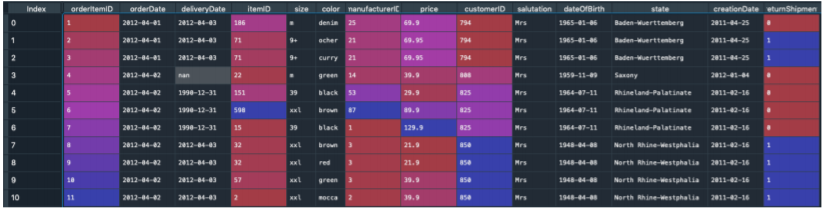 Index orderItemID orderDate deliveryDate itemID size color manufacturerID price customerID salutation dateOfBirth state creationDate eturnShipmen
0 1 2012-04-01 2012-04-03 186 m denim 25 69.9 794 Mrs 1965-01-06 Baden-Wuerttemberg 2011-04-25 0
1 2 2012-04-01 2012-04-03 71 9+ ocher 21 69.95 794 Mrs 1965-01-06 Baden-Wuerttemberg 2011-04-25 1
2 3 2012-04-01 2012-04-03 71 9+ curry 21 69.95 794 Mrs 1965-01-06 Baden-Wuerttemberg 2011-04-25 1
3 4 2012-04-02 nan 22 m green 14 39.9 808 Mrs 1959-11-09 Saxony 2012-01-04 0
4 5 2012-04-02 1990-12-31 151 39 black 53 29.9 825 Mrs 1964-07-11 Rhineland-Palatinate 2011-02-16 0
5 6 2012-04-02 1990-12-31 598 xxl brown 87 89.9 825 Mrs 1964-07-11 Rhineland-Palatinate 2011-02-16 0
6 7 2012-04-02 1990-12-31 15 39 black 1 129.9 825 Mrs 1964-07-11 Rhineland-Palatinate 2011-02-16 0
7 8 2012-04-02 2012-04-03 32 xxl brown 3 21.9 850 Mrs 1948-04-08 North Rhine-Westphalia 2011-02-16 1
8 9 2012-04-02 2012-04-03 32 xxl red 3 21.9 850 Mrs 1948-04-08 North Rhine-Westphalia 2011-02-16 1
9 10 2012-04-02 2012-04-03 57 xxl green 3 39.9 850 Mrs 1948-04-08 North Rhine-Westphalia 2011-02-16 1
10 11 2012-04-02 2012-04-03 2 xxl mocca 2 39.9 850 Mrs 1948-04-08 North Rhine-Westphalia 2011-02-16 1